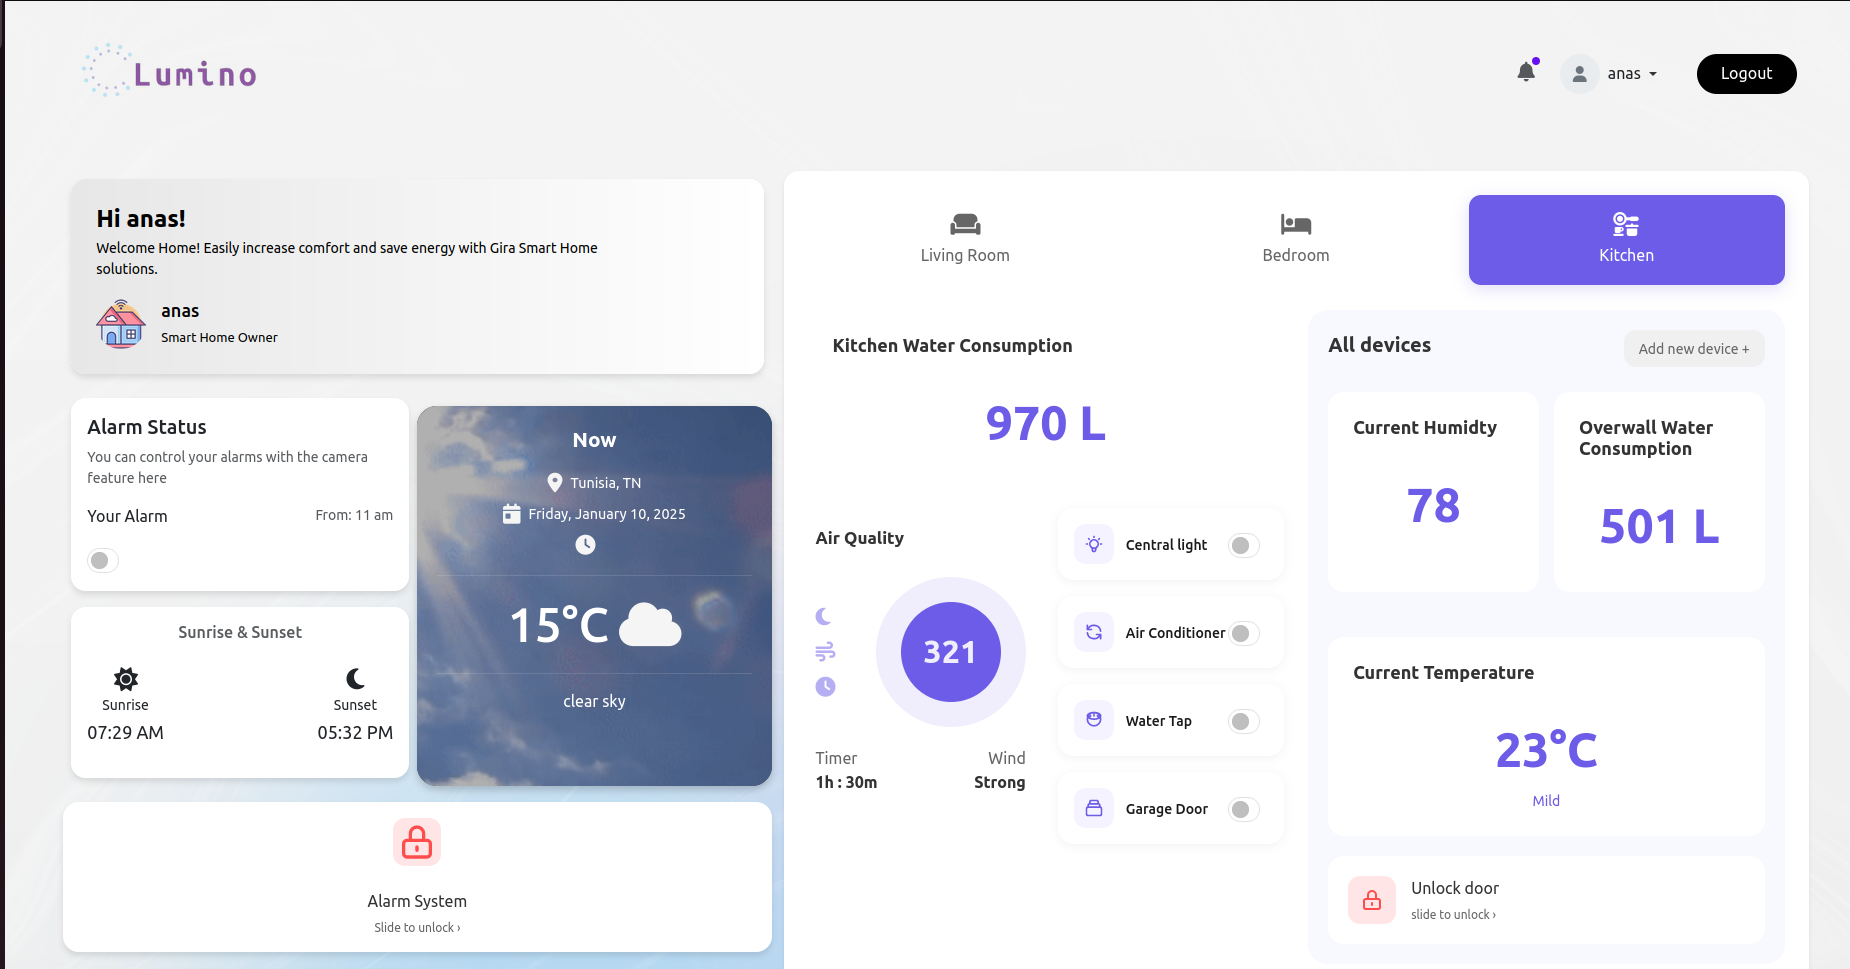 Lumino
anas
Logout
Hi anas!
Welcome Home! Easily increase comfort and save energy with Gira Smart Home
solutions.
anas
Smart Home Owner
Alarm Status
You can control your alarms with the camera
feature here
Your Alarm
From: 11 am
Sunrise & Sunset
Sunrise
Sunset
07:29 AM
05:32 PM
Now
Tunisia, TN
Friday, January 10, 2025
15°C
clear sky
Alarm System
Slide to unlock ›
Living Room
Bedroom
Kitchen
Kitchen Water Consumption
970 L
Air Quality
321
Timer
Wind
1h : 30m
Strong
Central light
Air Conditioner
Water Tap
Garage Door
All devices
Add new device +
Current Humidty
78
Overwall Water
Consumption
501 L
Current Temperature
23°C
Mild
Unlock door
slide to unlock ›